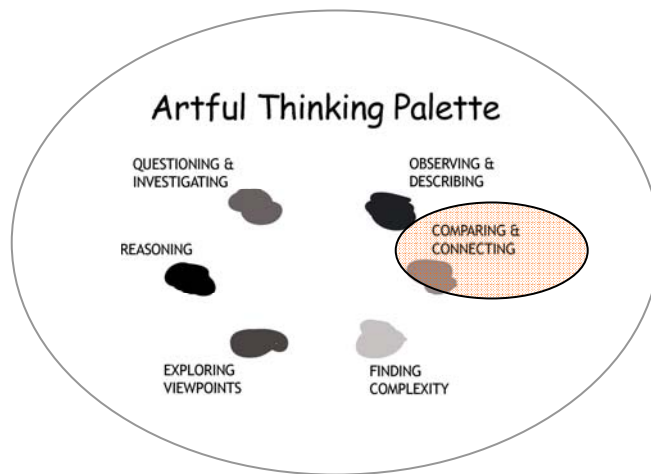 Artful Thinking Palette
QUESTIONING &
INVESTIGATING
OBSERVING &
DESCRIBING
REASONING
COMPARING &
CONNECTING
EXPLORING
VIEWPOINTS
FINDING
COMPLEXITY